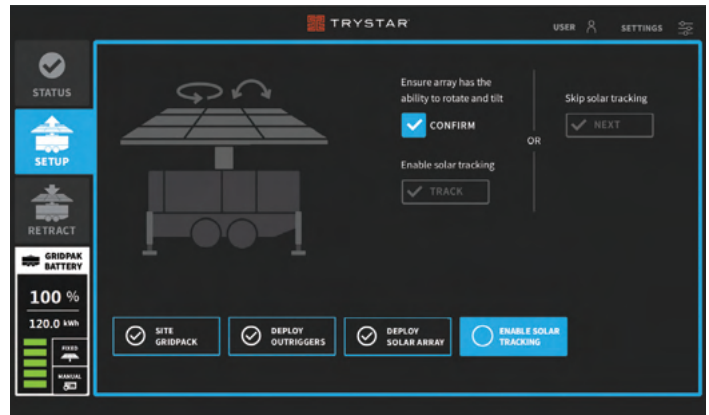 TRYSTAR
USER
SETTINGS
STATUS
SETUP
RETRACT
GRIDPAK
BATTERY
100 %
120.0 kWh
FIXED
MANUAL
Ensure array has the
ability to rotate and tilt
CONFIRM
Enable solar tracking
TRACK
OR
Skip solar tracking
NEXT
SITE
GRIDPACK
DEPLOY
OUTRIGGERS
DEPLOY
SOLAR ARRAY
ENABLE SOLAR
TRACKING